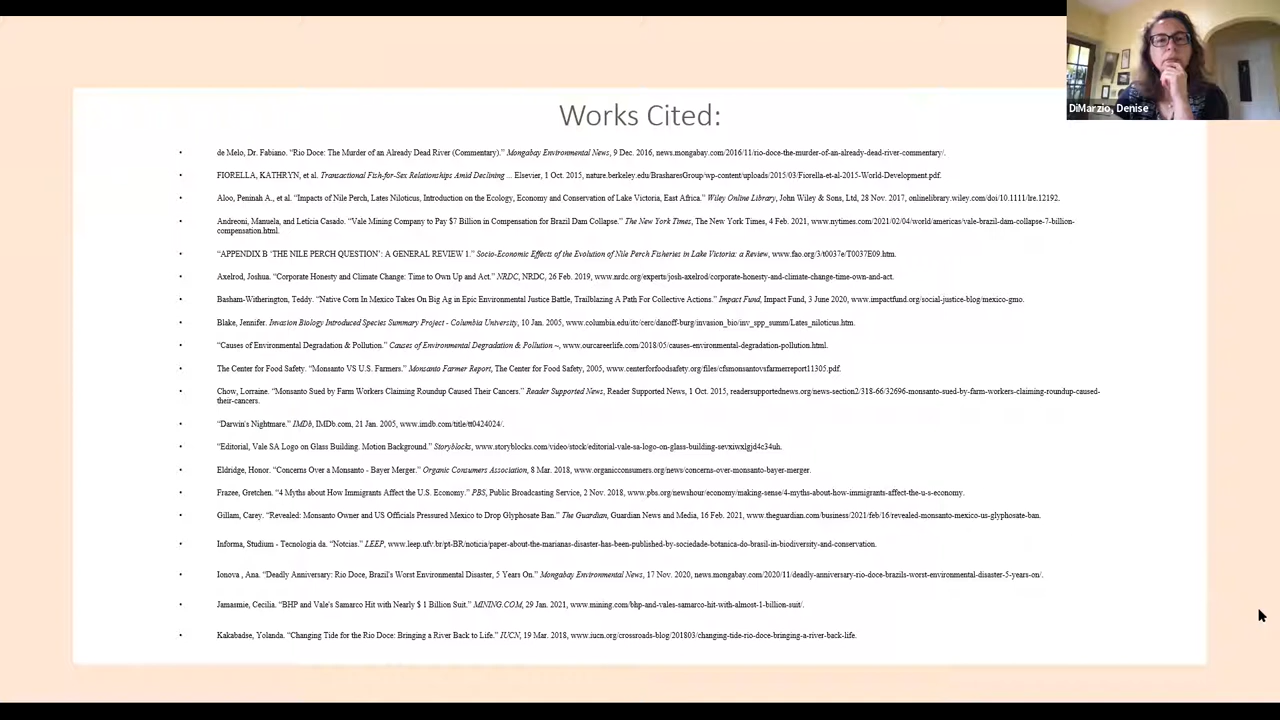 DiMarzio, Denise
Works Cited:
• de Melo, Dr. Fabiano. “Rio Doce: The Murder of an Already Dead River (Commentary).” Mongabay Environmental News, 9 Dec. 2016, news.mongabay.com/2016/11/rio-doce-the-murder-of-an-already-dead-river-commentary/.
• FIORELLA, KATHRYN, et al. Transactional Fish-for-Sex Relationships Amid Declining ... Elsevier, 1 Oct. 2015, nature.berkeley.edu/BrasharesGroup/wp-content/uploads/2015/03/Fiorella-et-al-2015-World-Development.pdf.
• Aloo, Peninah A., et al. “Impacts of Nile Perch, Lates Niloticus, Introduction on the Ecology, Economy and Conservation of Lake Victoria, East Africa.” Wiley Online Library, John Wiley & Sons, Ltd, 28 Nov. 2017, onlinelibrary.wiley.com/doi/10.1111/lre.12192.
• Andreoni, Manuela, and Letícia Casado. “Vale Mining Company to Pay $7 Billion in Compensation for Brazil Dam Collapse.” The New York Times, The New York Times, 4 Feb. 2021, www.nytimes.com/2021/02/04/world/americas/vale-brazil-dam-collapse-7-billion-
compensation.html.
• “APPENDIX B ‘THE NILE PERCH QUESTION’: A GENERAL REVIEW 1.” Socio-Economic Effects of the Evolution of Nile Perch Fisheries in Lake Victoria: a Review, www.fao.org/3/t0037e/T0037E09.htm.
• Axelrod, Joshua. “Corporate Honesty and Climate Change: Time to Own Up and Act.” NRDC, NRDC, 26 Feb. 2019, www.nrdc.org/experts/josh-axelrod/corporate-honesty-and-climate-change-time-own-and-act.
• Basham-Witherington, Teddy. “Native Corn In Mexico Takes On Big Ag in Epic Environmental Justice Battle, Trailblazing A Path For Collective Actions.” Impact Fund, Impact Fund, 3 June 2020, www.impactfund.org/social-justice-blog/mexico-gmo.
• Blake, Jennifer. Invasion Biology Introduced Species Summary Project - Columbia University, 10 Jan. 2005, www.columbia.edu/itc/cerc/danoff-burg/invasion_bio/inv_spp_summ/Lates_niloticus.htm.
• “Causes of Environmental Degradation & Pollution.” Causes of Environmental Degradation & Pollution ~, www.ourcareerlife.com/2018/05/causes-environmental-degradation-pollution.html.
• The Center for Food Safety. “Monsanto VS U.S. Farmers.” Monsanto Farmer Report, The Center for Food Safety, 2005, www.centerforfoodsafety.org/files/cfsmonsantovsfarmerreport11305.pdf.
• Chow, Lorraine. “Monsanto Sued by Farm Workers Claiming Roundup Caused Their Cancers.” Reader Supported News, Reader Supported News, 1 Oct. 2015, readersupportednews.org/news-section2/318-66/32696-monsanto-sued-by-farm-workers-claiming-roundup-caused-
their-cancers.
• “Darwin's Nightmare.” IMDb, IMDb.com, 21 Jan. 2005, www.imdb.com/title/tt0424024/.
• “Editorial, Vale SA Logo on Glass Building. Motion Background.” Storyblocks, www.storyblocks.com/video/stock/editorial-vale-sa-logo-on-glass-building-sevxiwxlgjd4c34uh.
• Eldridge, Honor. “Concerns Over a Monsanto - Bayer Merger.” Organic Consumers Association, 8 Mar. 2018, www.organicconsumers.org/news/concerns-over-monsanto-bayer-merger.
• Frazee, Gretchen. “4 Myths about How Immigrants Affect the U.S. Economy.” PBS, Public Broadcasting Service, 2 Nov. 2018, www.pbs.org/newshour/economy/making-sense/4-myths-about-how-immigrants-affect-the-u-s-economy.
• Gillam, Carey. “Revealed: Monsanto Owner and US Officials Pressured Mexico to Drop Glyphosate Ban.” The Guardian, Guardian News and Media, 16 Feb. 2021, www.theguardian.com/business/2021/feb/16/revealed-monsanto-mexico-us-glyphosate-ban.
• Informa, Studium - Tecnologia da. “Notcias.” LEEP, www.leep.ufv.br/pt-BR/noticia/paper-about-the-marianas-disaster-has-been-published-by-sociedade-botanica-do-brasil-in-biodiversity-and-conservation.
• Ionova , Ana. “Deadly Anniversary: Rio Doce, Brazil's Worst Environmental Disaster, 5 Years On.” Mongabay Environmental News, 17 Nov. 2020, news.mongabay.com/2020/11/deadly-anniversary-rio-doce-brazils-worst-environmental-disaster-5-years-on/.
• Jamasmie, Cecilia. “BHP and Vale's Samarco Hit with Nearly $ 1 Billion Suit.” MINING.COM, 29 Jan. 2021, www.mining.com/bhp-and-vales-samarco-hit-with-almost-1-billion-suit/.
• Kakabadse, Yolanda. “Changing Tide for the Rio Doce: Bringing a River Back to Life.” IUCN, 19 Mar. 2018, www.iucn.org/crossroads-blog/201803/changing-tide-rio-doce-bringing-a-river-back-life.